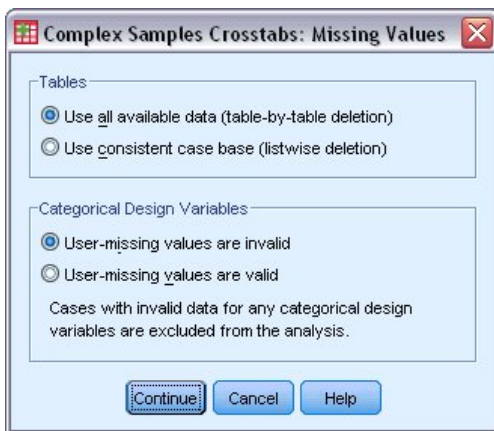 Complex Samples Crosstabs: Missing Values
Tables
Use all available data (table-by-table deletion)
Use consistent case base (listwise deletion)
Categorical Design Variables
User-missing values are invalid
User-missing values are valid
Cases with invalid data for any categorical design
variables are excluded from the analysis.
Continue Cancel Help